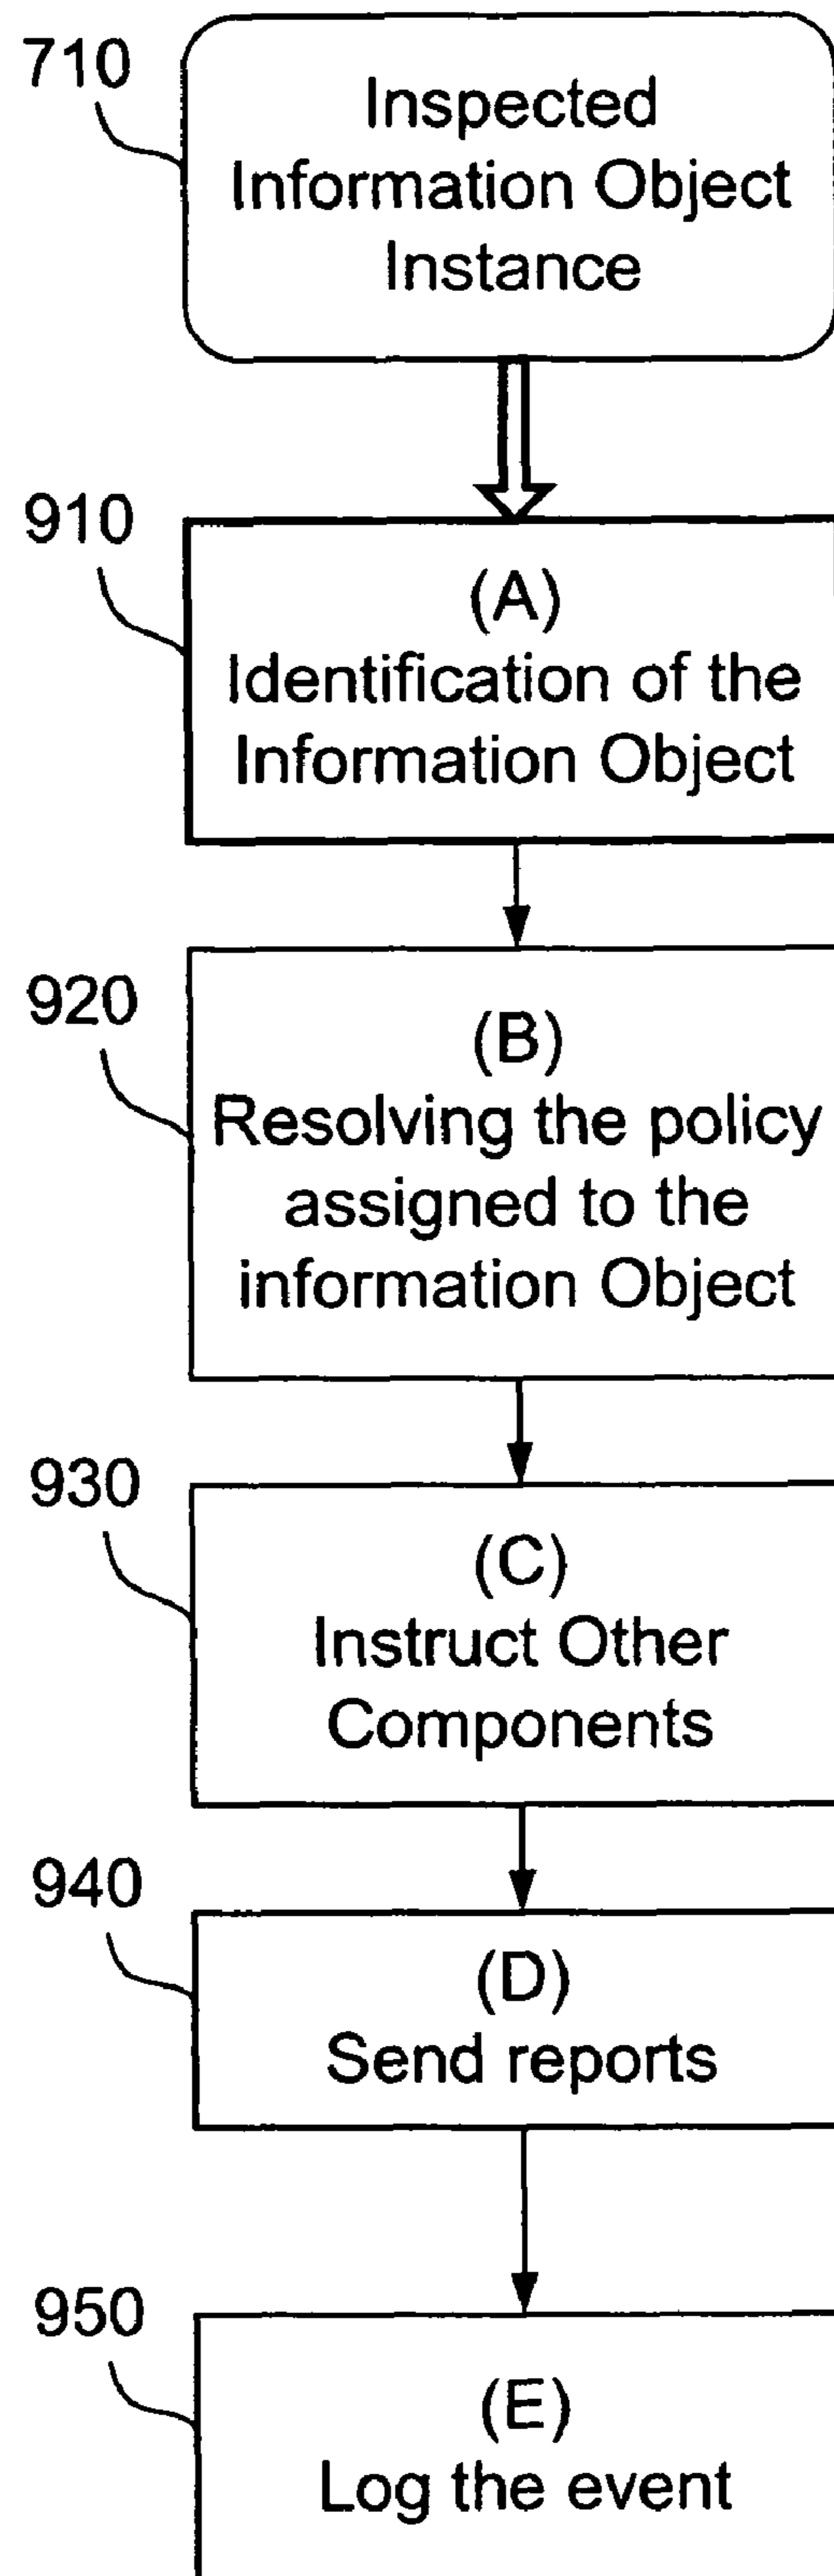 710
Inspected
Information Object
Instance
910
(A)
Identification of the
Information Object
920
(B)
Resolving the policy
assigned to the
information Object
930
(C)
Instruct Other
Components
940
(D)
Send reports
950
(E)
Log the event